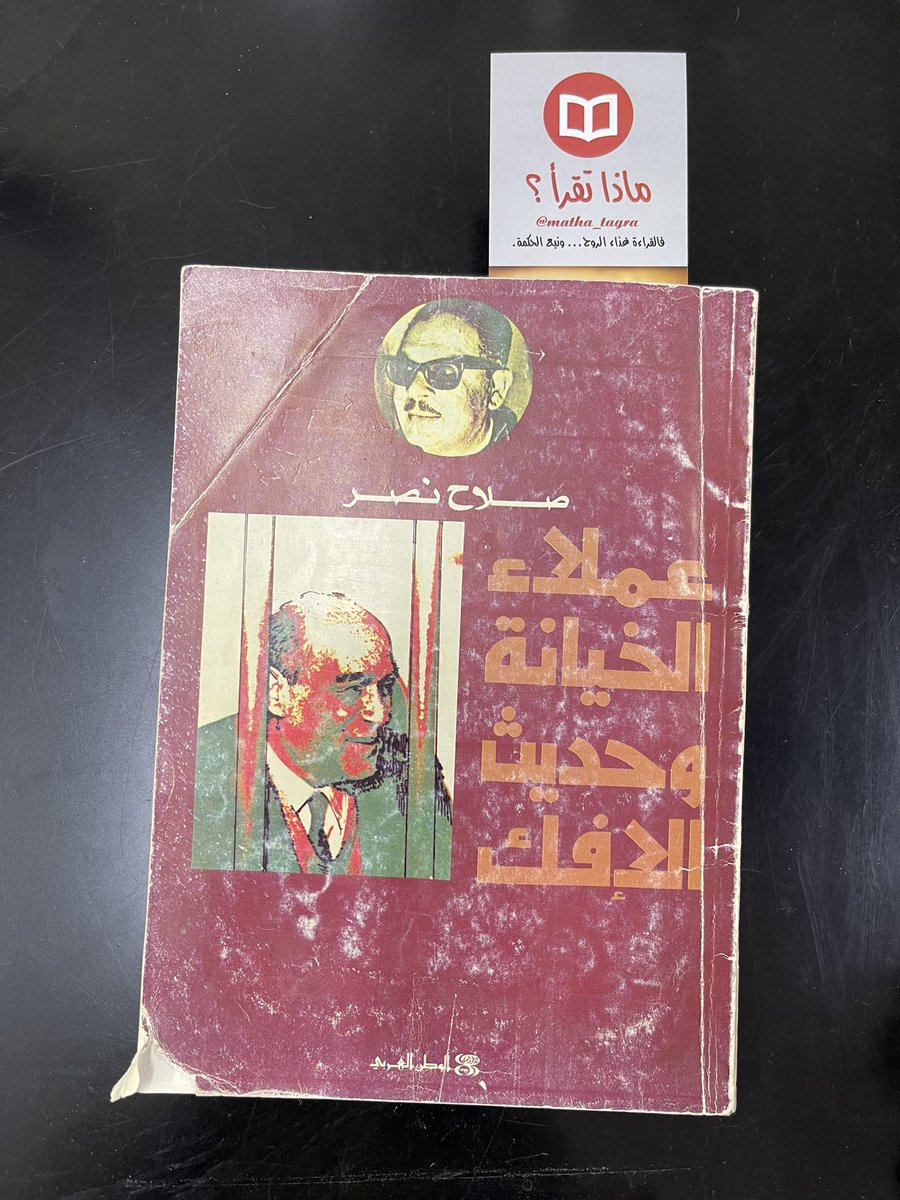 ماذا تقرأ ؟
@matha_tagra
فالقراءة غذاء الروح... ونبع الحكمة.
صلاح نصر
عملاء
الخيانة
وحديث
الإفك
الوطن العربي